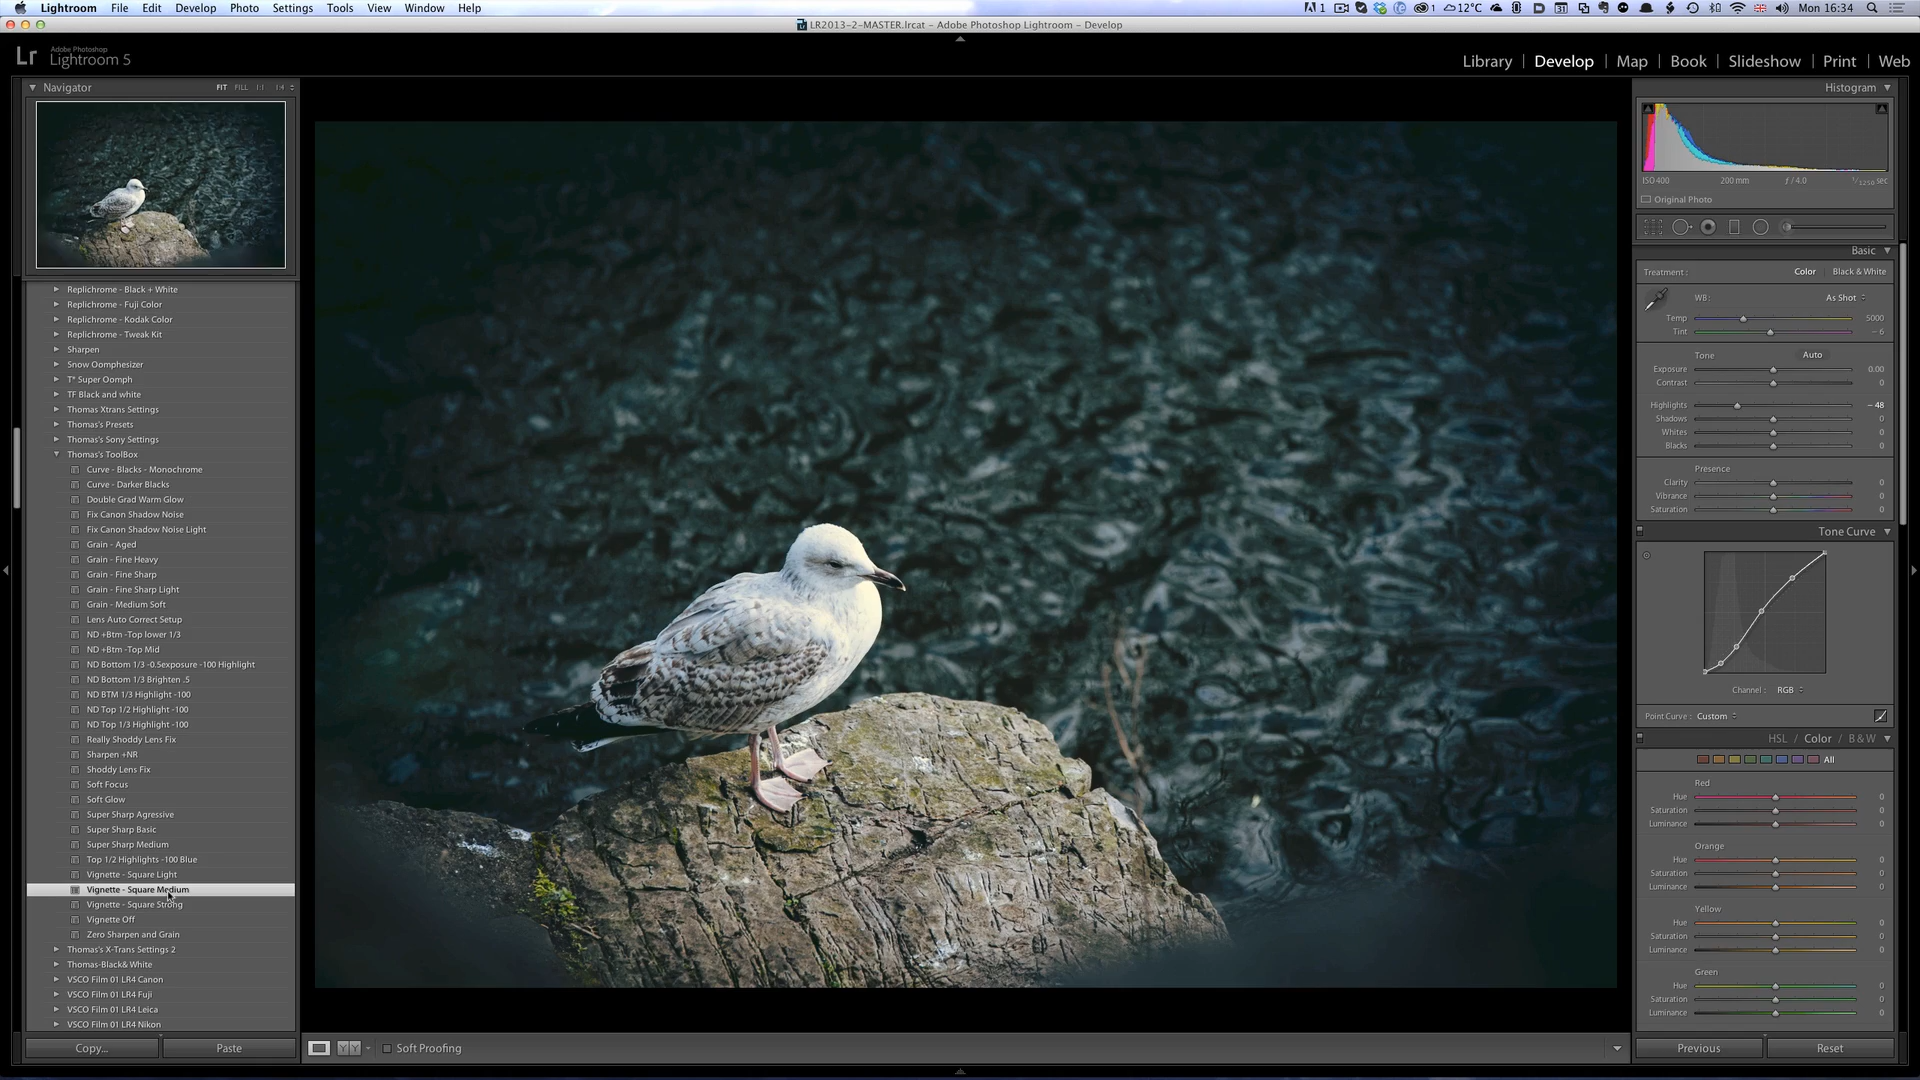 Lightroom File Edit Develop Photo Settings Tools View Window Help
1 1 12°C 31 Mon 16:34
LR2013-2-MASTER.lrcat - Adobe Photoshop Lightroom - Develop
Lr Adobe Photoshop
Lightroom 5
Library | Develop | Map | Book | Slideshow | Print | Web
Navigator FIT FILL 1:1
Replichrome - Black + White
Replichrome - Fuji Color
Replichrome - Kodak Color
Replichrome - Tweak Kit
Sharpen
Snow Oomphesizer
T* Super Oomph
TF Black and white
Thomas Xtrans Settings
Thomas's Presets
Thomas's Sony Settings
Thomas's ToolBox
Curve - Blacks - Monochrome
Curve - Darker Blacks
Double Grad Warm Glow
Fix Canon Shadow Noise
Fix Canon Shadow Noise Light
Grain - Aged
Grain - Fine Heavy
Grain - Fine Sharp
Grain - Fine Sharp Light
Grain - Medium Soft
Lens Auto Correct Setup
ND +Btm -Top lower 1/3
ND +Btm -Top Mid
ND Bottom 1/3 -0.5exposure -100 Highlight
ND Bottom 1/3 Brighten .5
ND BTM 1/3 Highlight -100
ND Top 1/2 Highlight -100
ND Top 1/3 Highlight -100
Really Shoddy Lens Fix
Sharpen +NR
Shoddy Lens Fix
Soft Focus
Soft Glow
Super Sharp Agressive
Super Sharp Basic
Super Sharp Medium
Top 1/2 Highlights -100 Blue
Vignette - Square Light
Vignette - Square Medium
Vignette - Square Strong
Vignette Off
Zero Sharpen and Grain
Thomas's X-Trans Settings 2
Thomas-Black& White
VSCO Film 01 LR4 Canon
VSCO Film 01 LR4 Fuji
VSCO Film 01 LR4 Leica
VSCO Film 01 LR4 Nikon
Copy... Paste
YY Soft Proofing
Histogram
ISO 400 200 mm ƒ / 4.0 1/1250 sec
Original Photo
Basic
Treatment : Color Black & White
WB : As Shot
Temp 5000
Tint - 6
Tone Auto
Exposure 0.00
Contrast 0
Highlights - 48
Shadows 0
Whites 0
Blacks 0
Presence
Clarity 0
Vibrance 0
Saturation 0
Tone Curve
Channel : RGB
Point Curve : Custom
HSL / Color / B & W
All
Red
Hue 0
Saturation 0
Luminance 0
Orange
Hue 0
Saturation 0
Luminance 0
Yellow
Hue 0
Saturation 0
Luminance 0
Green
Hue 0
Saturation 0
Luminance 0
Previous Reset